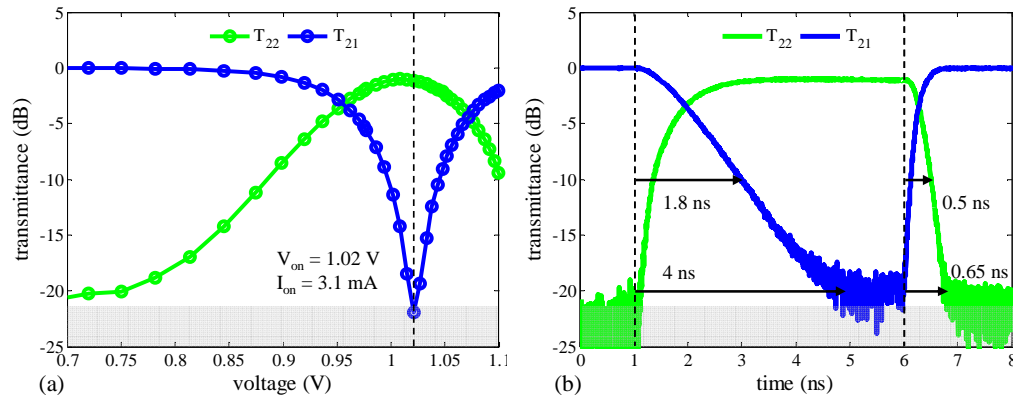 T22 T21
transmittance (dB)
5
0
-5
-10
-15
-20
-25
Von = 1.02 V
Ion = 3.1 mA
0.7 0.75 0.8 0.85 0.9 0.95 1 1.05 1.1
(a) voltage (V)
T22 T21
transmittance (dB)
5
0
-5
-10
-15
-20
-25
1.8 ns
0.5 ns
4 ns
0.65 ns
0 1 2 3 4 5 6 7 8
(b) time (ns)